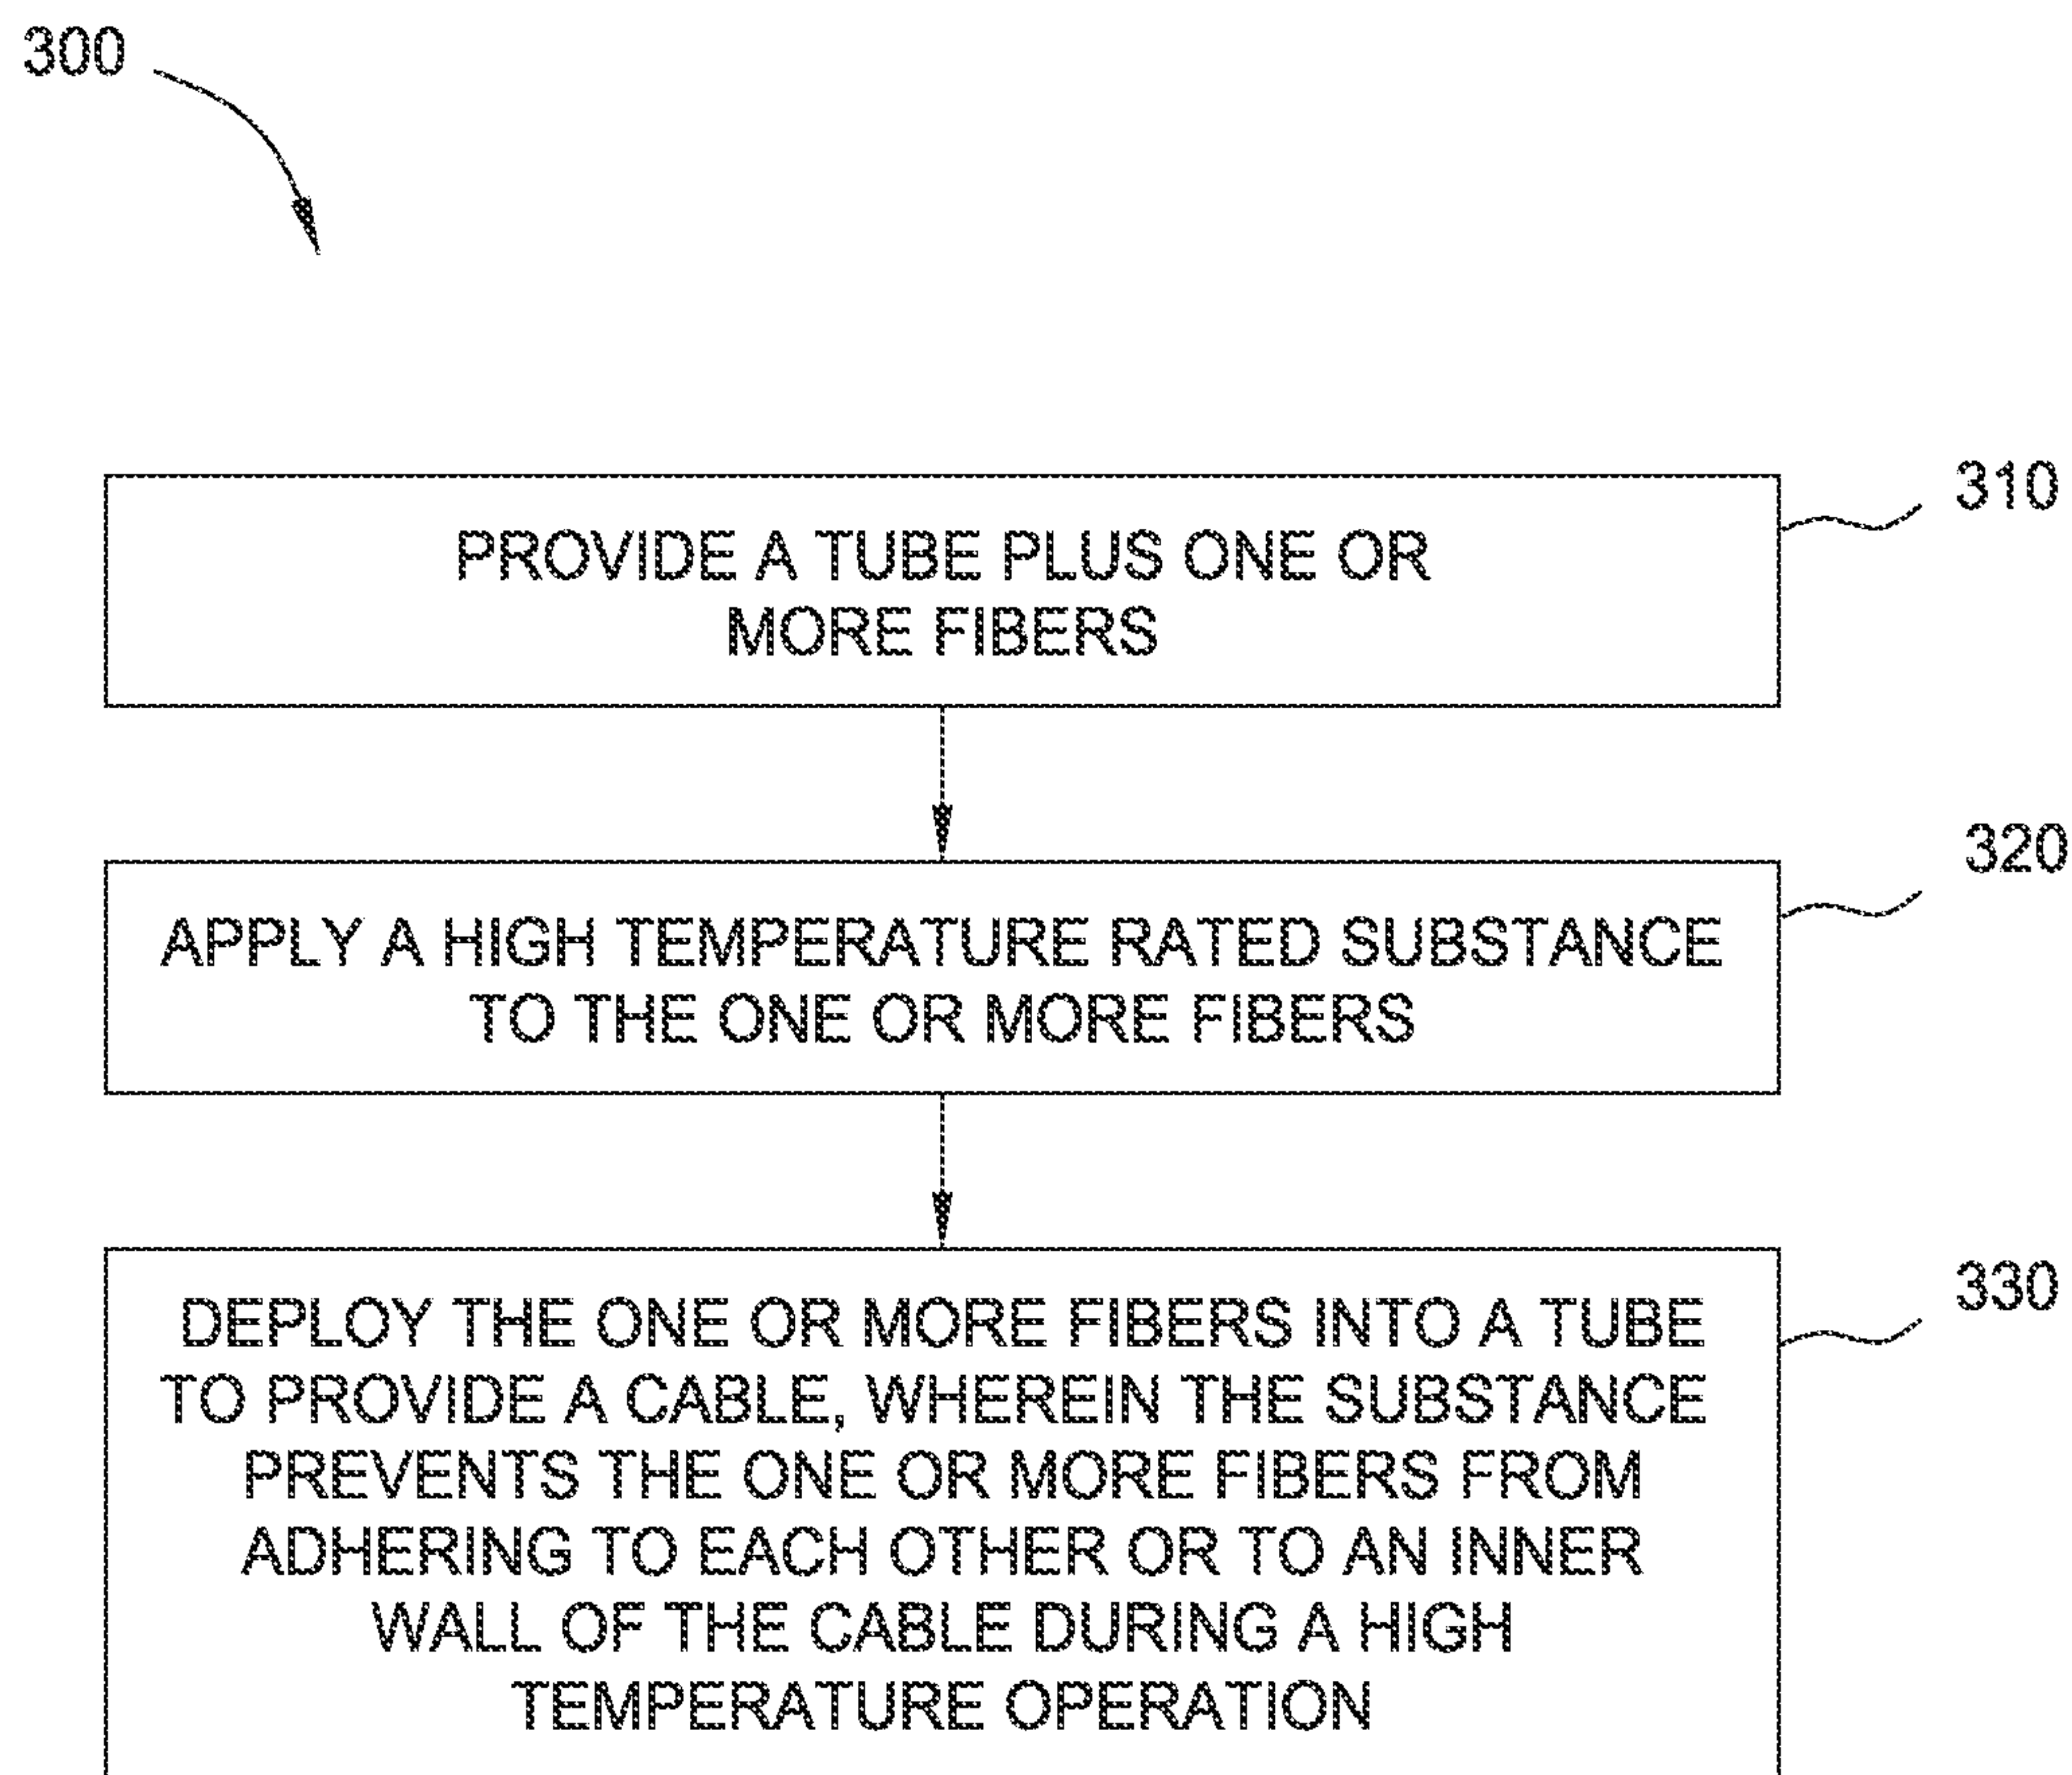 300
310
PROVIDE A TUBE PLUS ONE OR
MORE FIBERS
320
APPLY A HIGH TEMPERATURE RATED SUBSTANCE
TO THE ONE OR MORE FIBERS
330
DEPLOY THE ONE OR MORE FIBERS INTO A TUBE
TO PROVIDE A CABLE, WHEREIN THE SUBSTANCE
PREVENTS THE ONE OR MORE FIBERS FROM
ADHERING TO EACH OTHER OR TO AN INNER
WALL OF THE CABLE DURING A HIGH
TEMPERATURE OPERATION